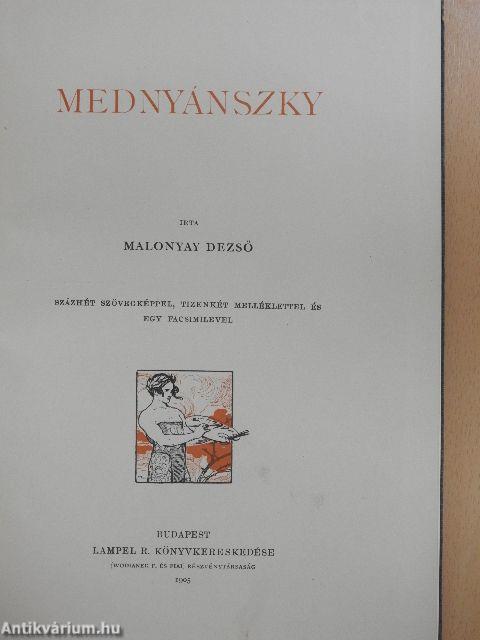 MEDNYÁNSZKY
IRTA
MALONYAY DEZSŐ
SZÁZHÉT SZÖVEGKÉPPEL, TIZENKÉT MELLÉKLETTEL ÉS
EGY FACSIMILEVEL
BUDAPEST
LAMPEL R. KÖNYVKERESKEDÉSE
(WODIANER F. ÉS FIAI) RÉSZVÉNYTÁRSASÁG
1905
Antikvárium.hu